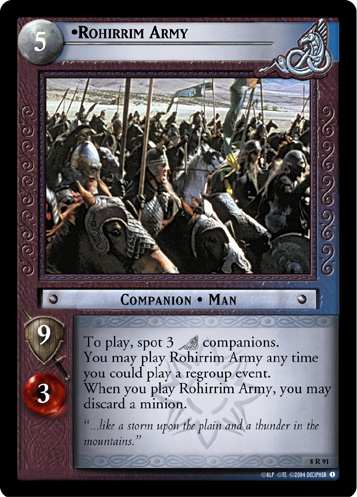 5
•Rohirrim Army
Companion • Man
9
3
To play, spot 3 companions.
You may play Rohirrim Army any time
you could play a regroup event.
When you play Rohirrim Army, you may
discard a minion.
"...like a storm upon the plain and a thunder in the
mountains."
8 R 91
©NLP ©TE ©2004 DECIPHER 1